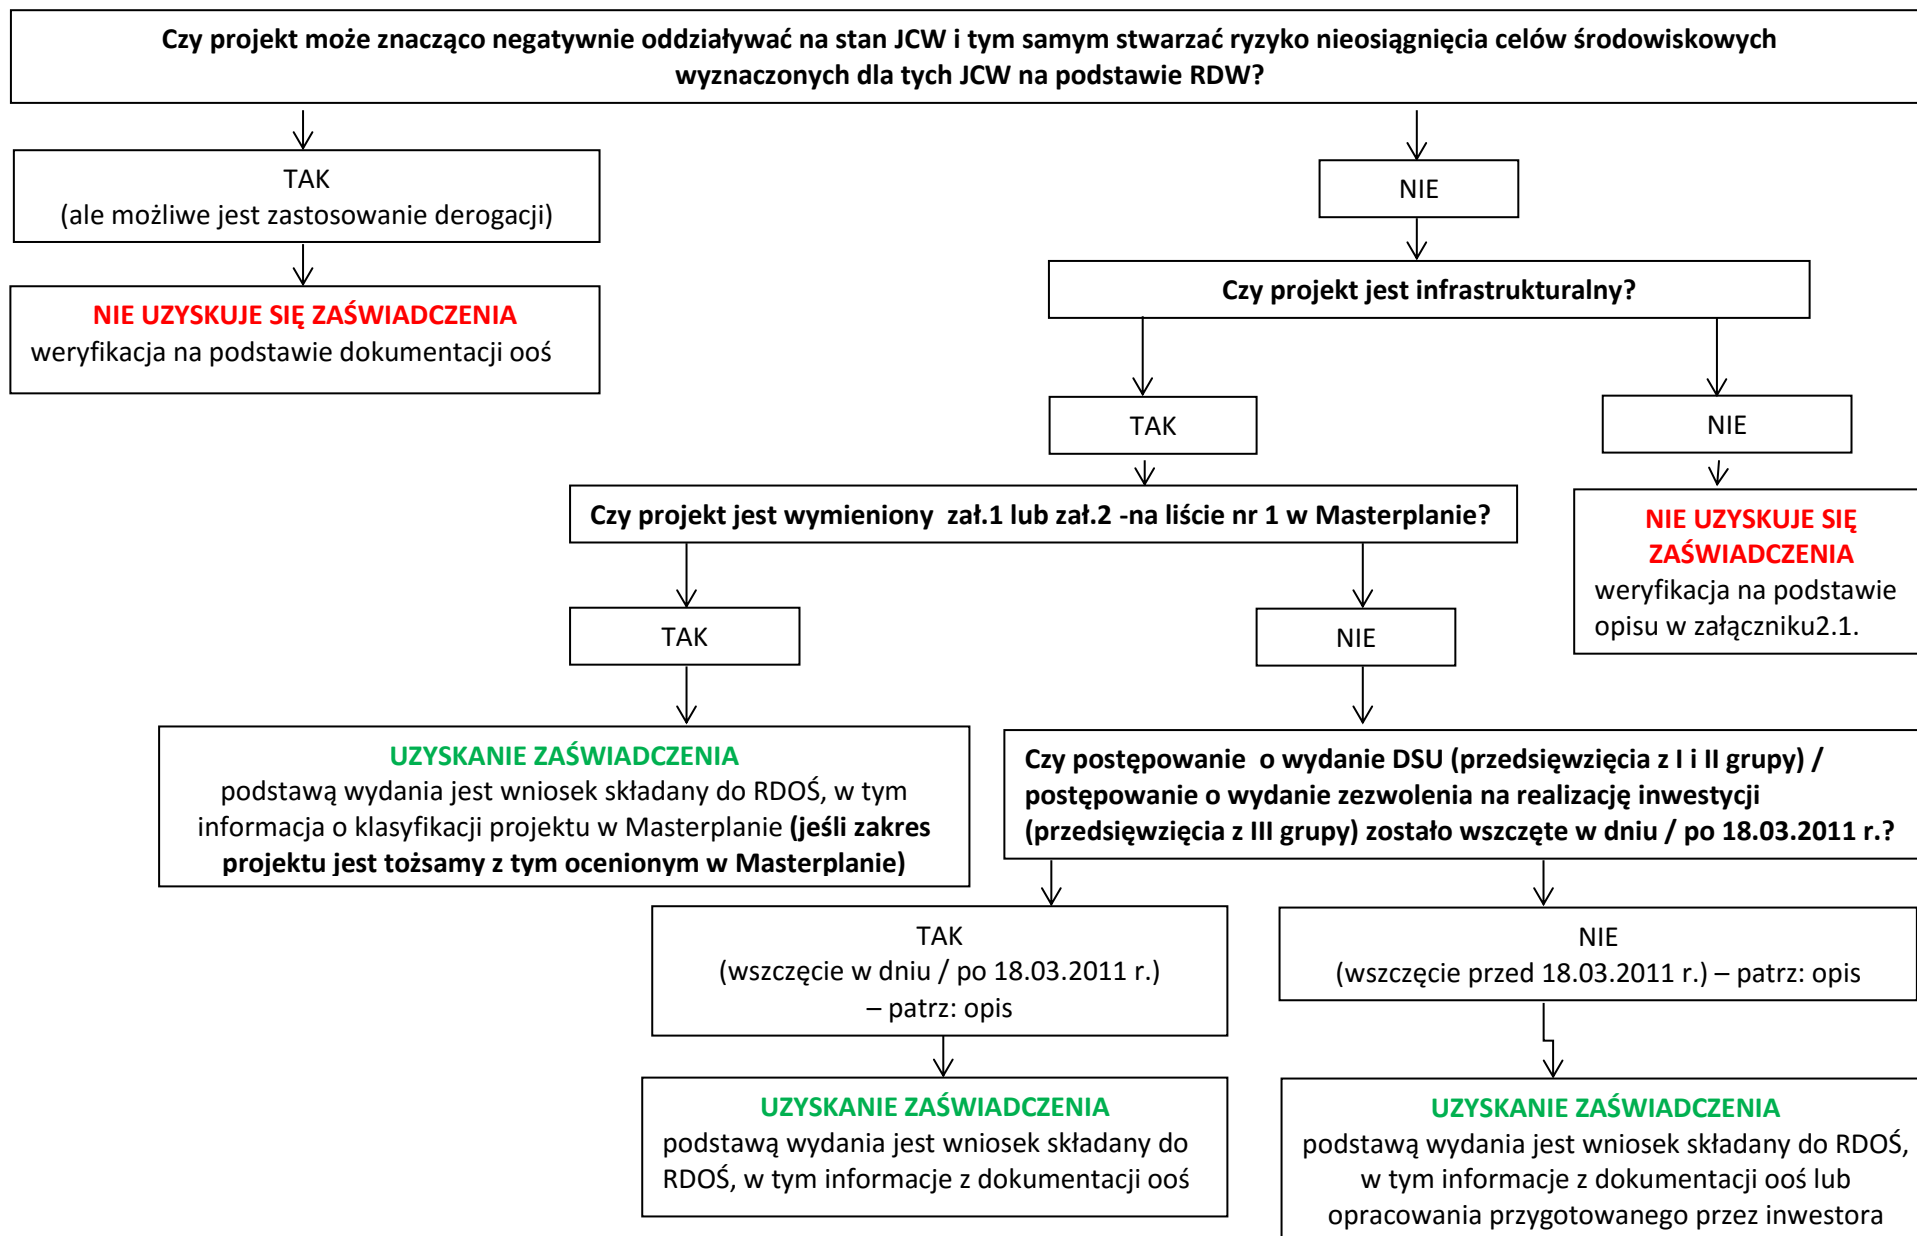 Czy projekt może znacząco negatywnie oddziaływać na stan JCW i tym samym stwarzać ryzyko nieosiągnięcia celów środowiskowych
wyznaczonych dla tych JCW na podstawie RDW?
TAK
(ale możliwe jest zastosowanie derogacji)
NIE
NIE UZYSKUJE SIĘ ZAŚWIADCZENIA
weryfikacja na podstawie dokumentacji ooś
Czy projekt jest infrastrukturalny?
TAK
NIE
Czy projekt jest wymieniony  zał.1 lub zał.2 -na liście nr 1 w Masterplanie?
NIE UZYSKUJE SIĘ
ZAŚWIADCZENIA
weryfikacja na podstawie
opisu w załączniku2.1.
TAK
NIE
UZYSKANIE ZAŚWIADCZENIA
podstawą wydania jest wniosek składany do RDOŚ, w tym
informacja o klasyfikacji projektu w Masterplanie (jeśli zakres
projektu jest tożsamy z tym ocenionym w Masterplanie)
Czy postępowanie  o wydanie DSU (przedsięwzięcia z I i II grupy) /
postępowanie o wydanie zezwolenia na realizację inwestycji
(przedsięwzięcia z III grupy) zostało wszczęte w dniu / po 18.03.2011 r.?
TAK
(wszczęcie w dniu / po 18.03.2011 r.)
– patrz: opis
NIE
(wszczęcie przed 18.03.2011 r.) – patrz: opis
UZYSKANIE ZAŚWIADCZENIA
podstawą wydania jest wniosek składany do
RDOŚ, w tym informacje z dokumentacji ooś
UZYSKANIE ZAŚWIADCZENIA
podstawą wydania jest wniosek składany do RDOŚ,
w tym informacje z dokumentacji ooś lub
opracowania przygotowanego przez inwestora